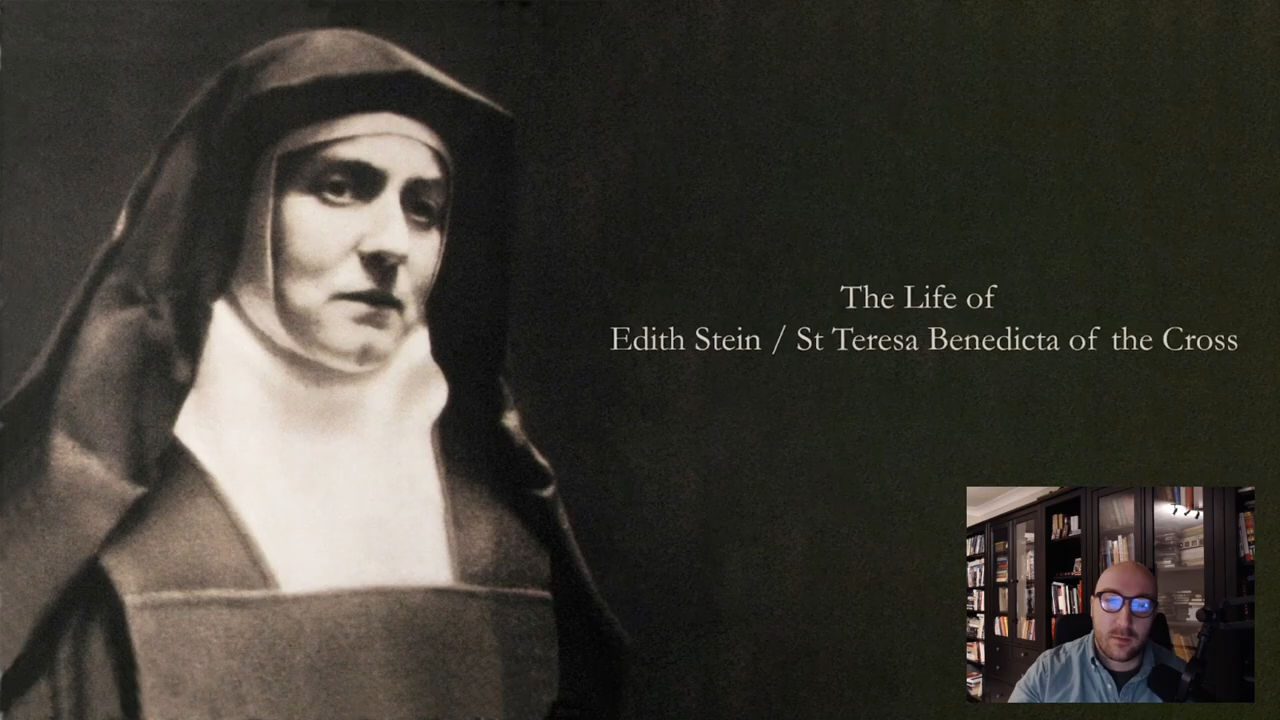 The Life of
Edith Stein / St Teresa Benedicta of the Cross